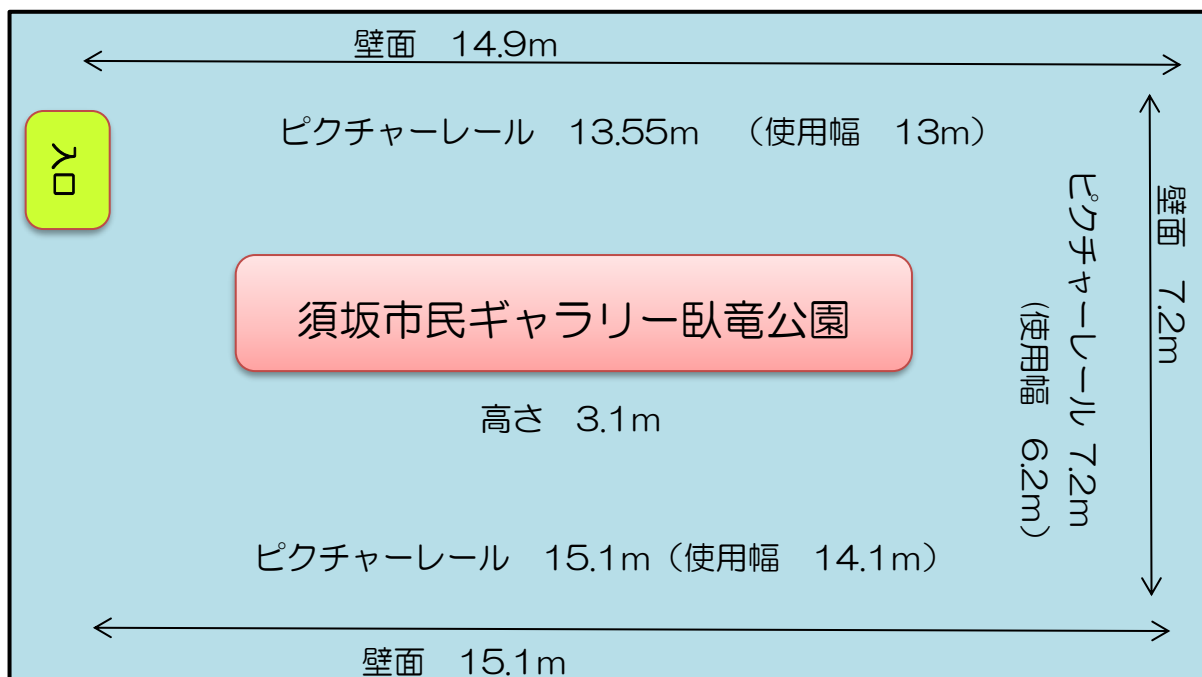 壁面　14.9m
ピクチャーレール　13.55m　（使用幅　13m）
入口
須坂市民ギャラリー臥竜公園
高さ　3.1m
壁面　7.2m
ピクチャーレール　7.2m
（使用幅　6.2m）
ピクチャーレール　15.1m（使用幅　14.1m）
壁面　15.1m